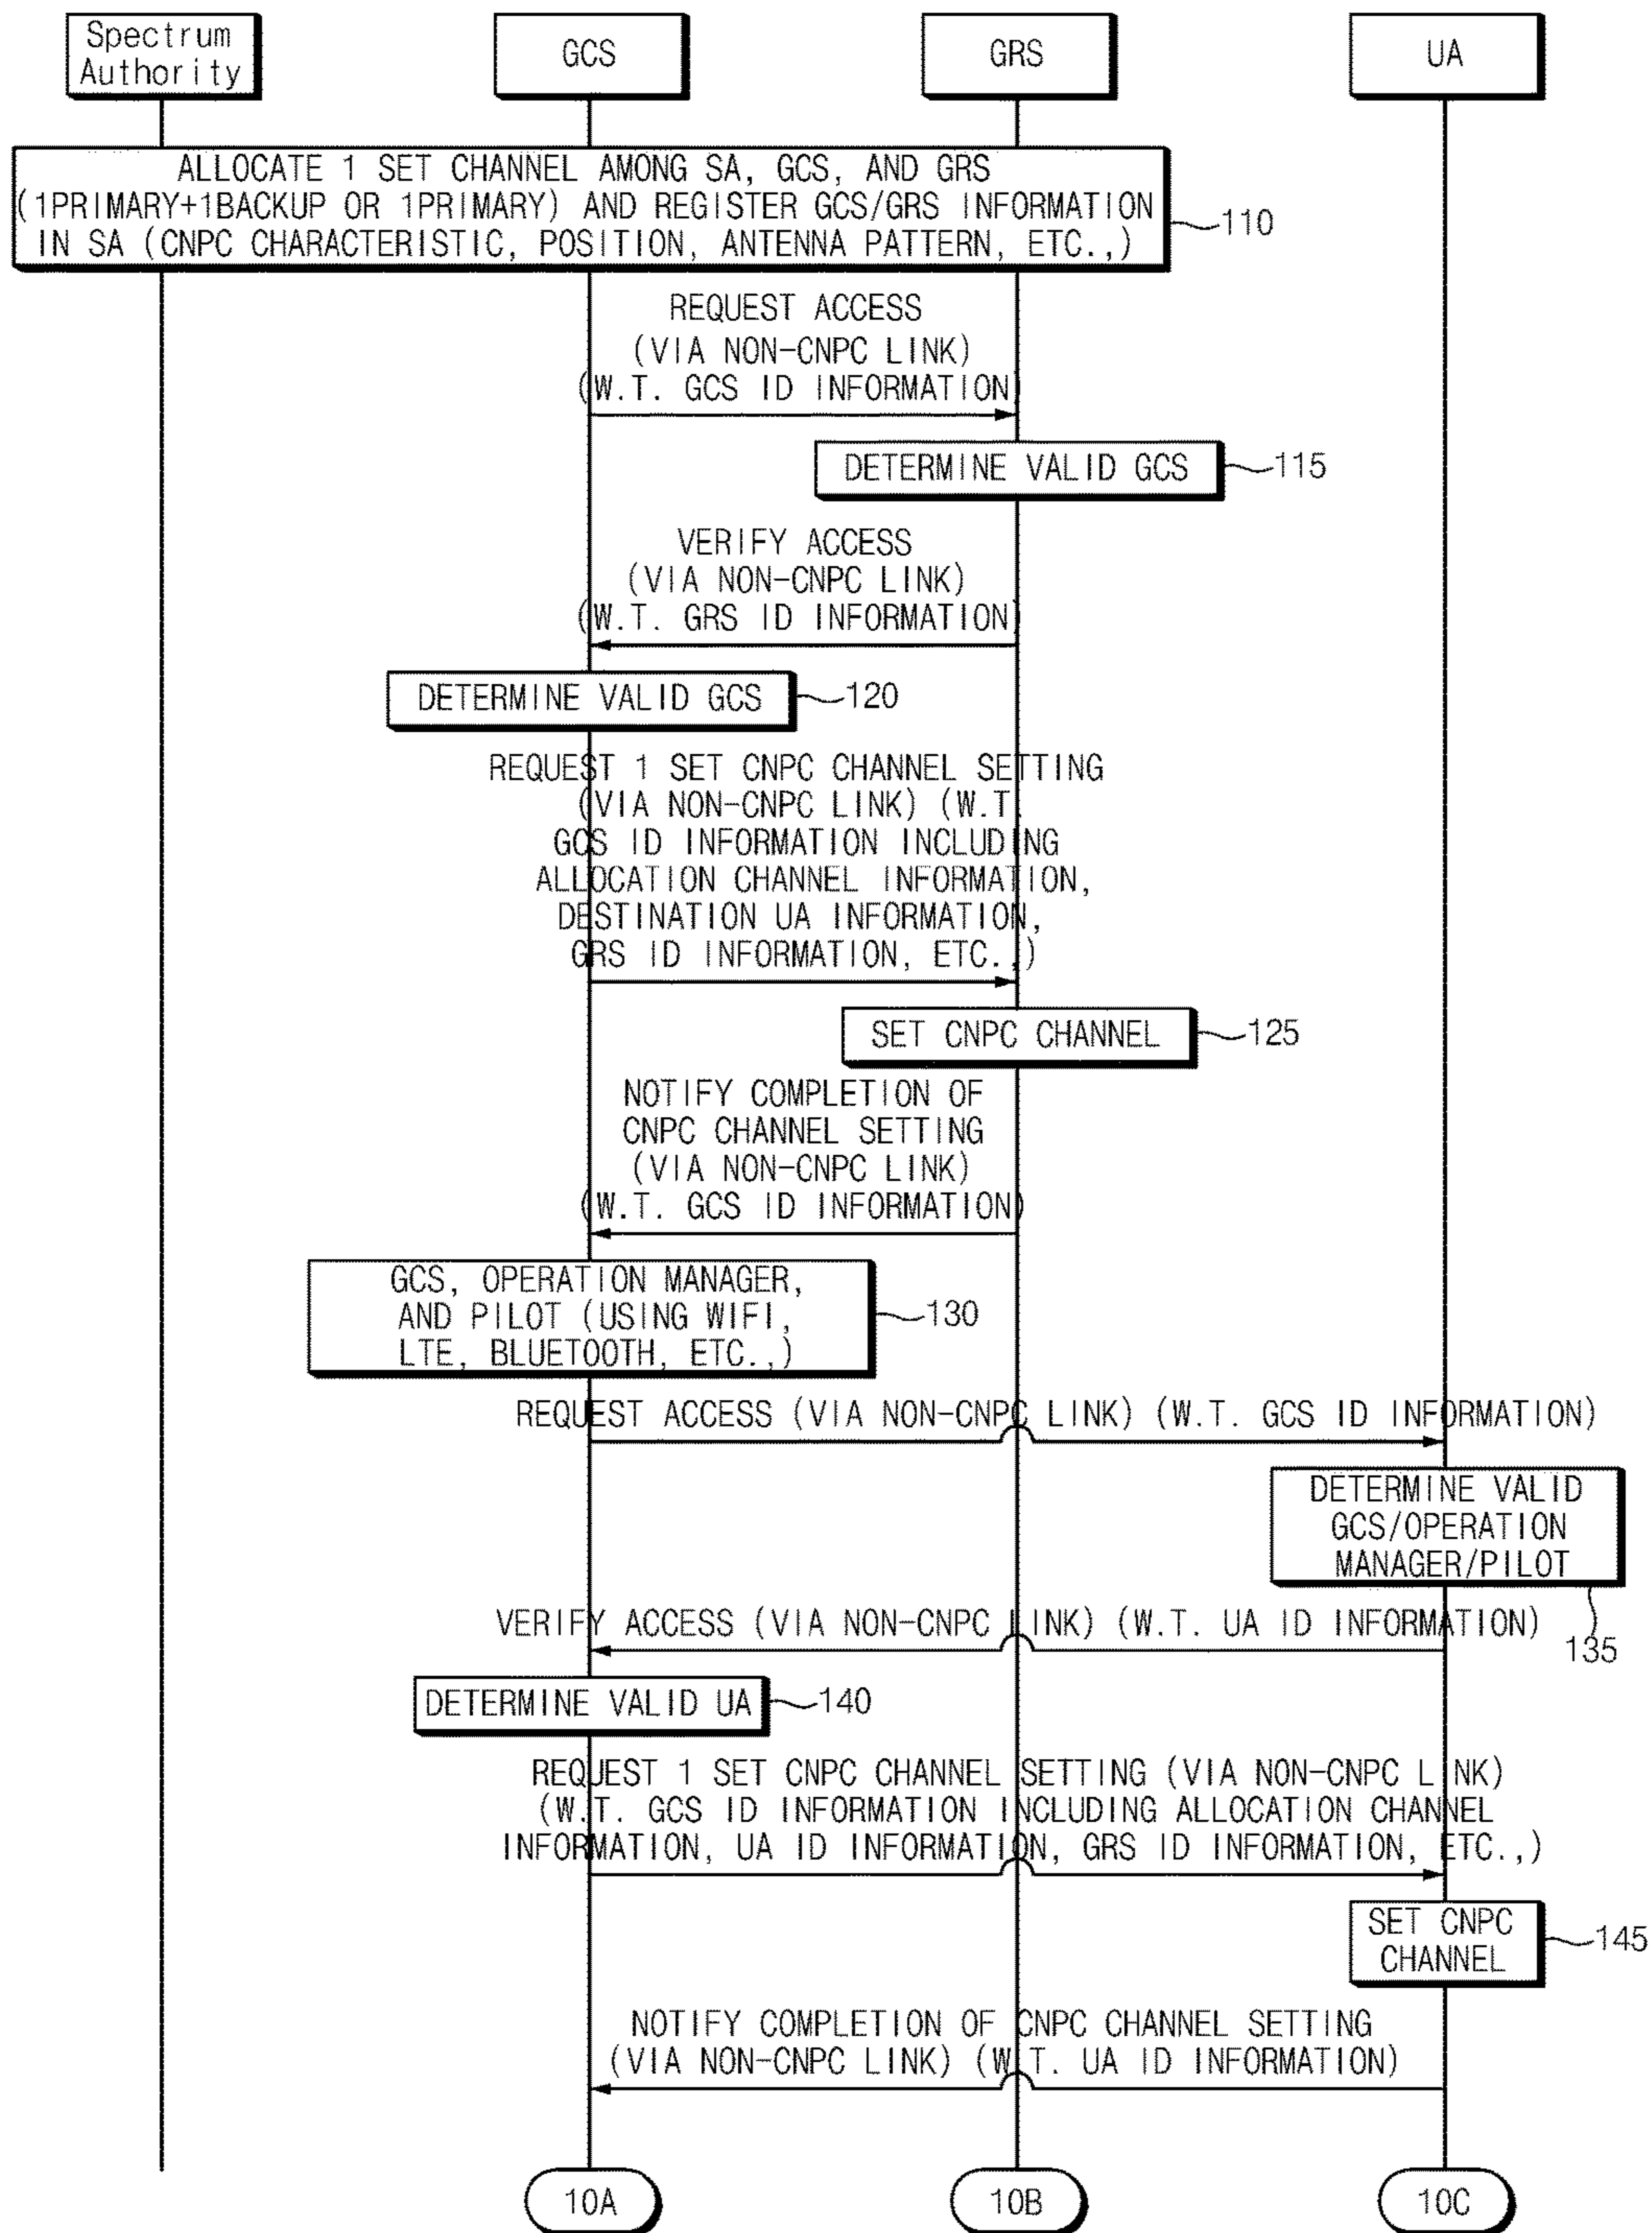 Spectrum
Authority
GCS
GRS
UA
ALLOCATE 1 SET CHANNEL AMONG SA, GCS, AND GRS
(1PRIMARY+1BACKUP OR 1PRIMARY) AND REGISTER GCS/GRS INFORMATION
IN SA (CNPC CHARACTERISTIC, POSITION, ANTENNA PATTERN, ETC.,)
110
REQUEST ACCESS
(VIA NON-CNPC LINK)
(W.T. GCS ID INFORMATION)
DETERMINE VALID GCS
115
VERIFY ACCESS
(VIA NON-CNPC LINK)
(W.T. GRS ID INFORMATION)
DETERMINE VALID GCS
120
REQUEST 1 SET CNPC CHANNEL SETTING
(VIA NON-CNPC LINK) (W.T.
GCS ID INFORMATION INCLUDING
ALLOCATION CHANNEL INFORMATION,
DESTINATION UA INFORMATION,
GRS ID INFORMATION, ETC.,)
SET CNPC CHANNEL
125
NOTIFY COMPLETION OF
CNPC CHANNEL SETTING
(VIA NON-CNPC LINK)
(W.T. GCS ID INFORMATION)
GCS, OPERATION MANAGER,
AND PILOT (USING WIFI,
LTE, BLUETOOTH, ETC.,)
130
REQUEST ACCESS (VIA NON-CNPC LINK) (W.T. GCS ID INFORMATION)
DETERMINE VALID
GCS/OPERATION
MANAGER/PILOT
135
VERIFY ACCESS (VIA NON-CNPC LINK) (W.T. UA ID INFORMATION)
DETERMINE VALID UA
140
REQUEST 1 SET CNPC CHANNEL SETTING (VIA NON-CNPC LINK)
(W.T. GCS ID INFORMATION INCLUDING ALLOCATION CHANNEL
INFORMATION, UA ID INFORMATION, GRS ID INFORMATION, ETC.,)
SET CNPC
CHANNEL
145
NOTIFY COMPLETION OF CNPC CHANNEL SETTING
(VIA NON-CNPC LINK) (W.T. UA ID INFORMATION)
10A
10B
10C